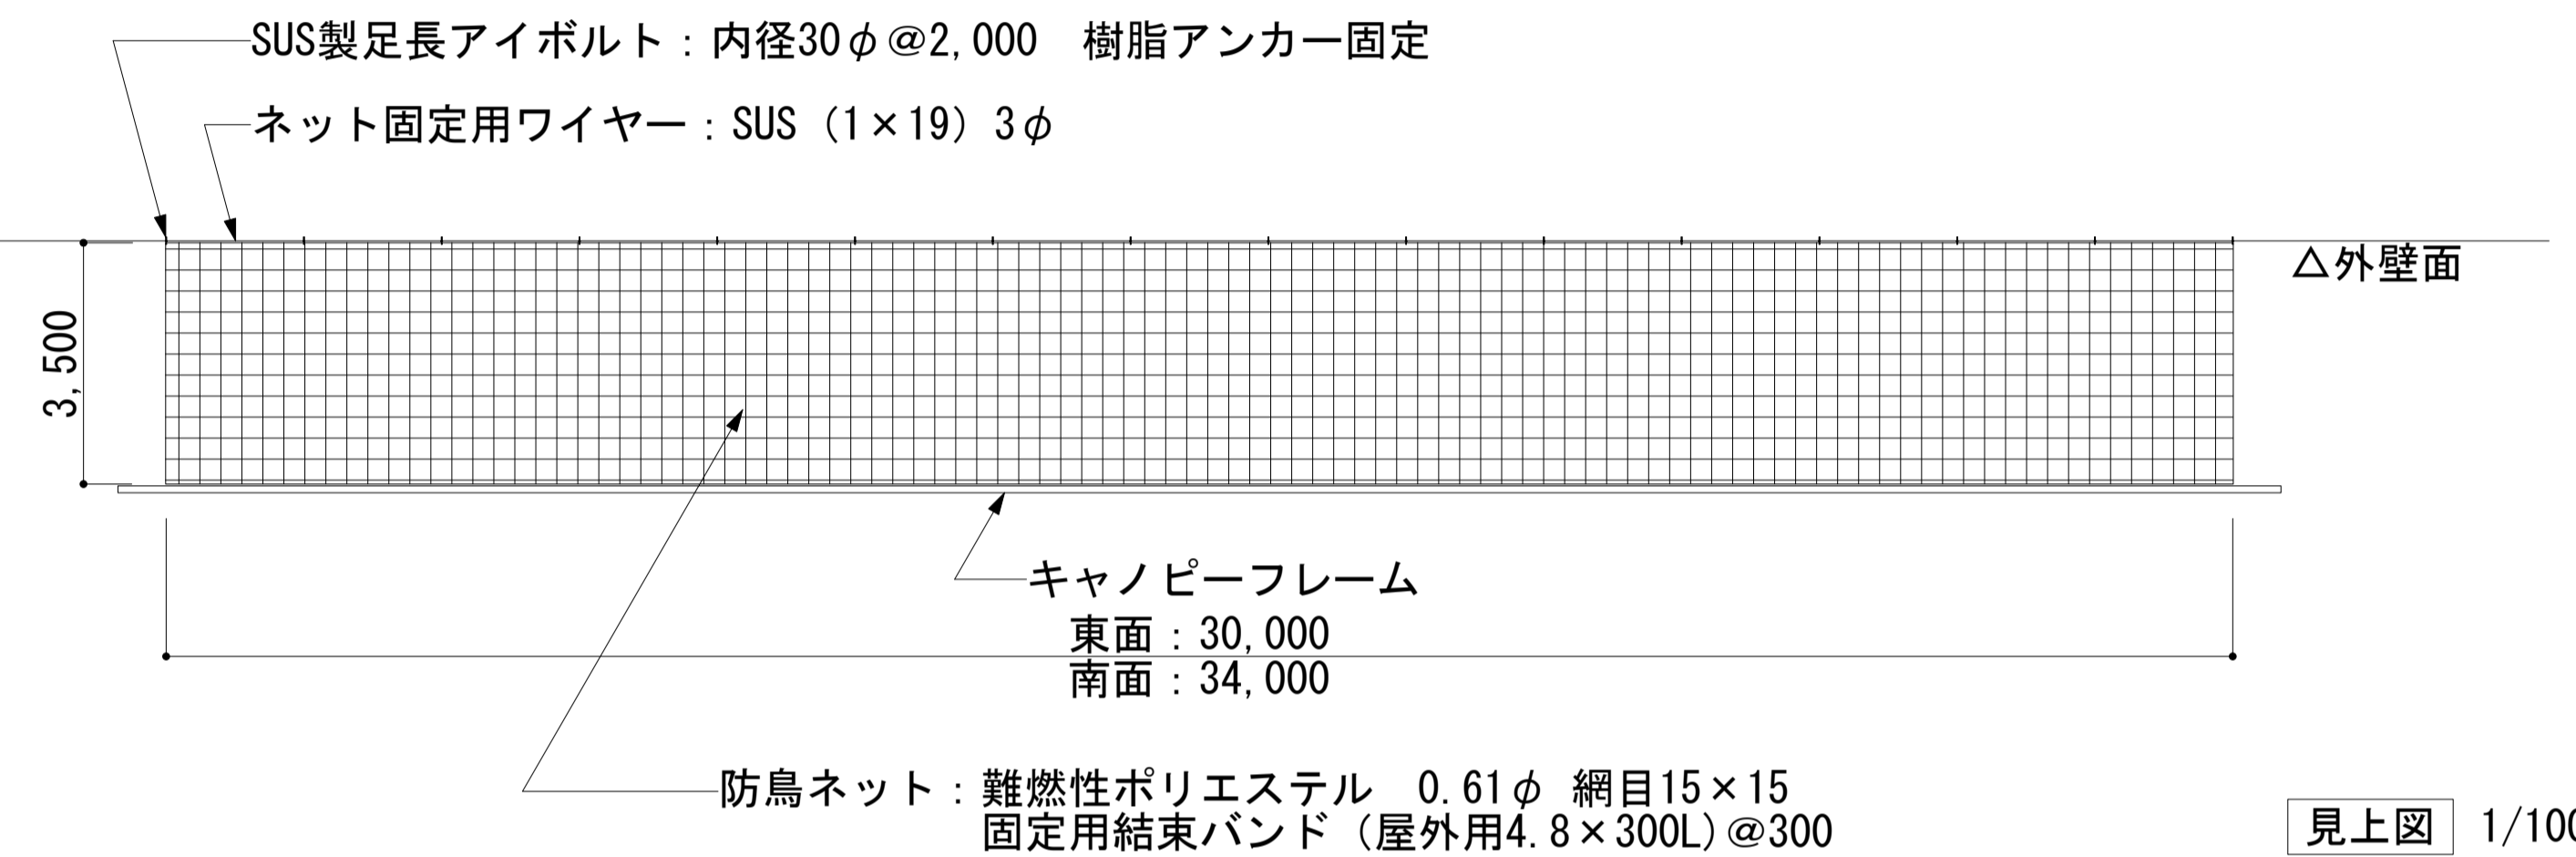 SUS製足長アイボルト：内径30φ@2,000　樹脂アンカー固定
ネット固定用ワイヤー：SUS（1×19）3φ
△外壁面
3,500
キャノピーフレーム
東面：30,000
南面：34,000
防鳥ネット：難燃性ポリエステル　0.61φ 網目15×15
固定用結束バンド（屋外用4.8×300L)@300
見上図 1/100